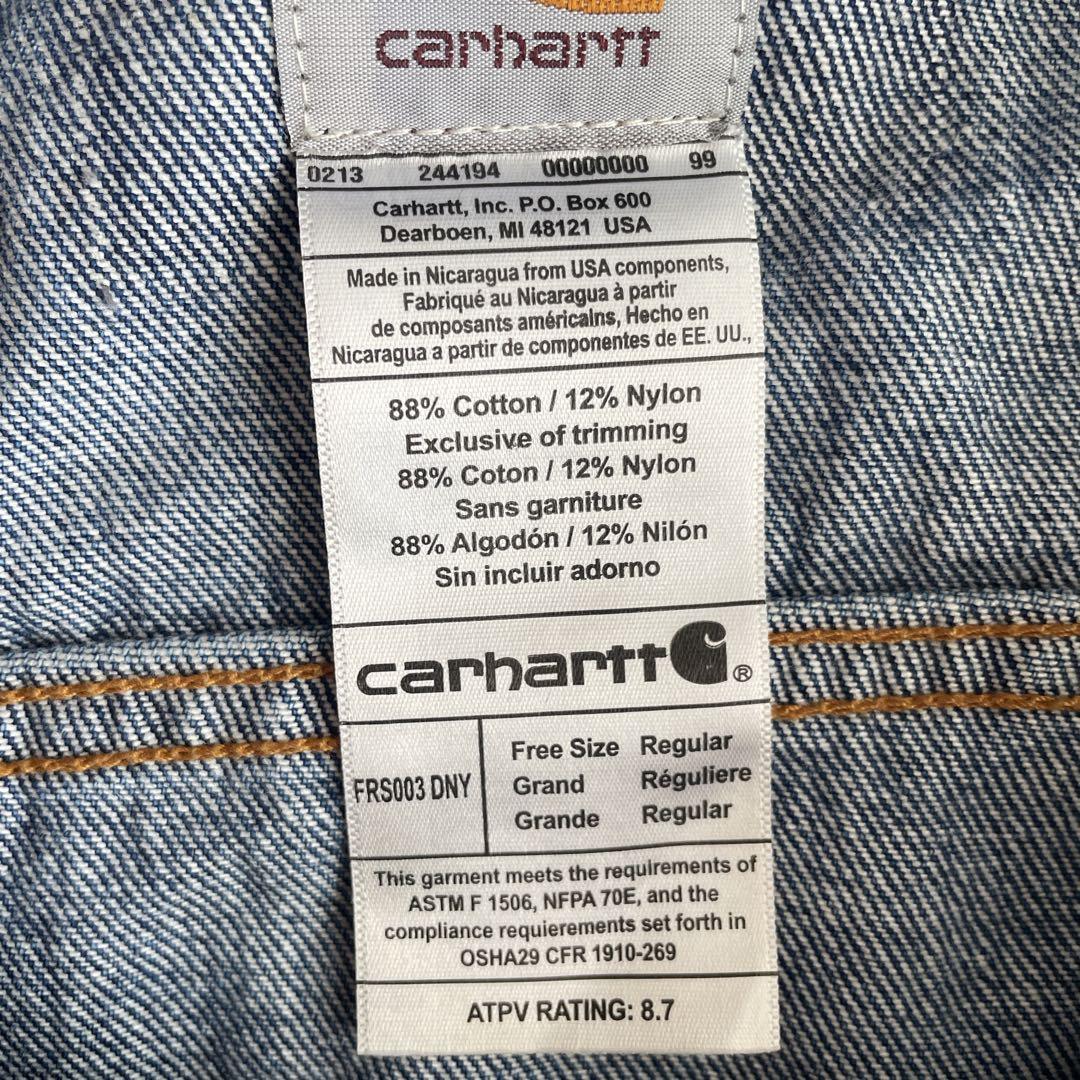 carhartt
0213 244194 00000000 99
Carhartt, Inc. P.O. Box 600
Dearboen, MI 48121 USA
Made in Nicaragua from USA components,
Fabriqué au Nicaragua à partir
de composants américains, Hecho en
Nicaragua a partir de componentes de EE. UU.,
88% Cotton / 12% Nylon
Exclusive of trimming
88% Coton / 12% Nylon
Sans garniture
88% Algodón / 12% Nilón
Sin incluir adorno
carhartt ®
FRS003 DNY
Free Size Regular
Grand Réguliere
Grande Regular
This garment meets the requirements of
ASTM F 1506, NFPA 70E, and the
compliance requierements set forth in
OSHA29 CFR 1910-269
ATPV RATING: 8.7